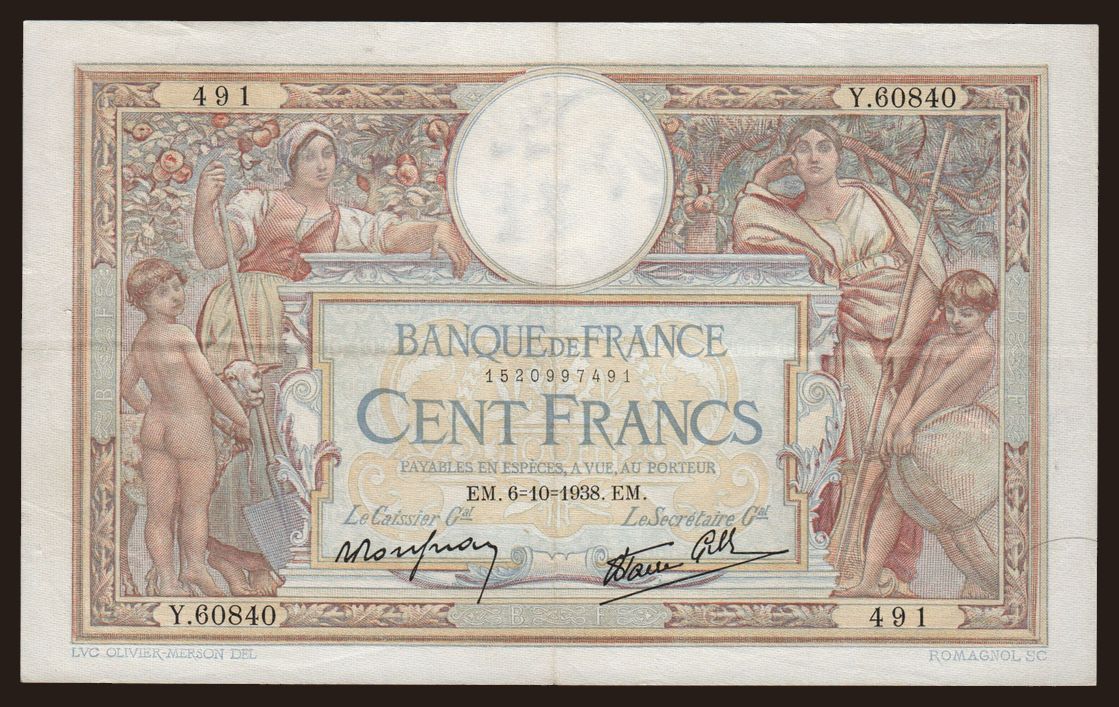 491
Y.60840
BANQUE DE FRANCE
1520997491
CENT FRANCS
PAYABLES EN ESPÈCES, A VUE, AU PORTEUR
EM. 6=10=1938. EM.
Le Caissier Gal
Le Secrétaire Gal
Y.60840
B F
491
LVC OLIVIER-MERSON DEL
ROMAGNOL SC